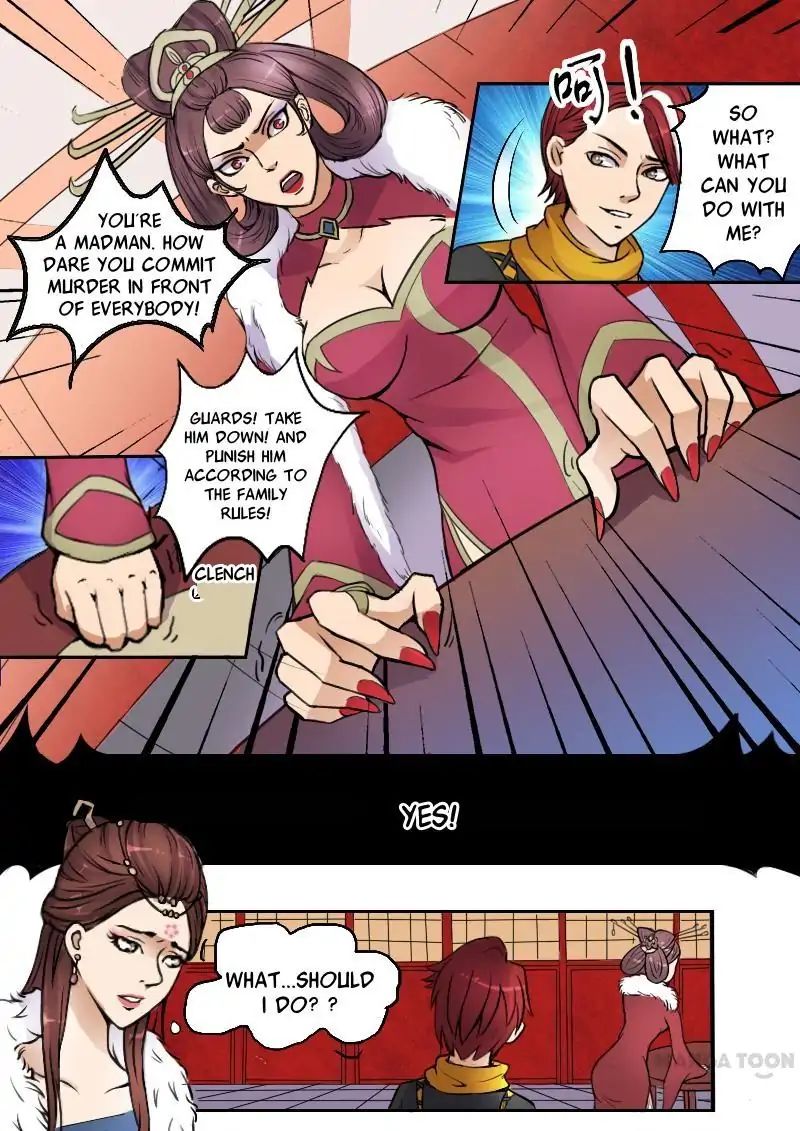 YOU'RE
A MADMAN. HOW
DARE YOU COMMIT
MURDER IN FRONT
OF EVERYBODY!
呵!
SO
WHAT?
WHAT
CAN YOU
DO WITH
ME?
GUARDS! TAKE
HIM DOWN! AND
PUNISH HIM
ACCORDING TO
THE FAMILY
RULES!
CLENCH
YES!
WHAT...SHOULD
I DO? ?
MANGA TOON